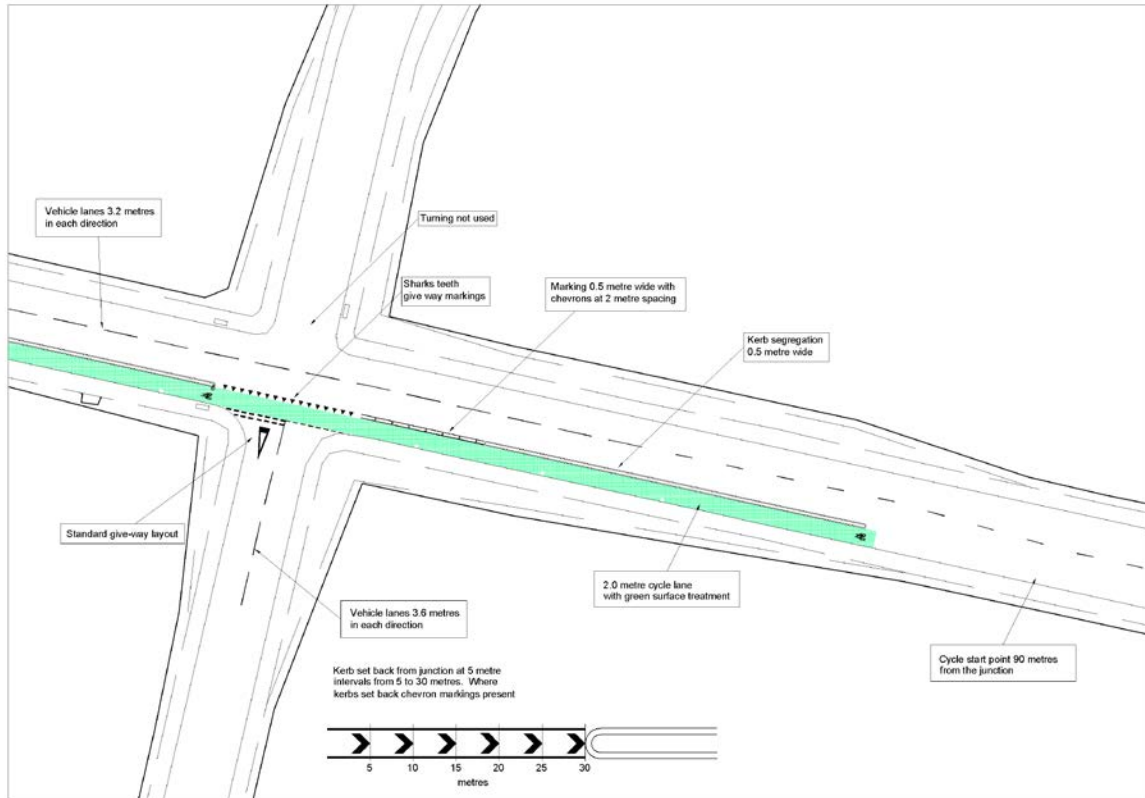 Vehicle lanes 3.2 metres
in each direction
Turning not used
Sharks teeth
give way markings
Marking 0.5 metre wide with
chevrons at 2 metre spacing
Kerb segregation
0.5 metre wide
Standard give-way layout
2.0 metre cycle lane
with green surface treatment
Vehicle lanes 3.6 metres
in each direction
Cycle start point 90 metres
from the junction
Kerb set back from junction at 5 metre
intervals from 5 to 30 metres. Where
kerbs set back chevron markings present
5 10 15 20 25 30
metres